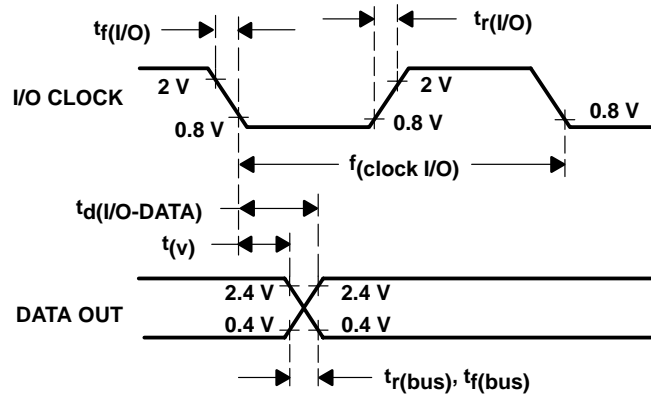 tf(I/O)
tr(I/O)
I/O CLOCK
2 V
2 V
0.8 V
0.8 V
0.8 V
f(clock I/O)
td(I/O-DATA)
t(v)
DATA OUT
2.4 V
2.4 V
0.4 V
0.4 V
tr(bus), tf(bus)